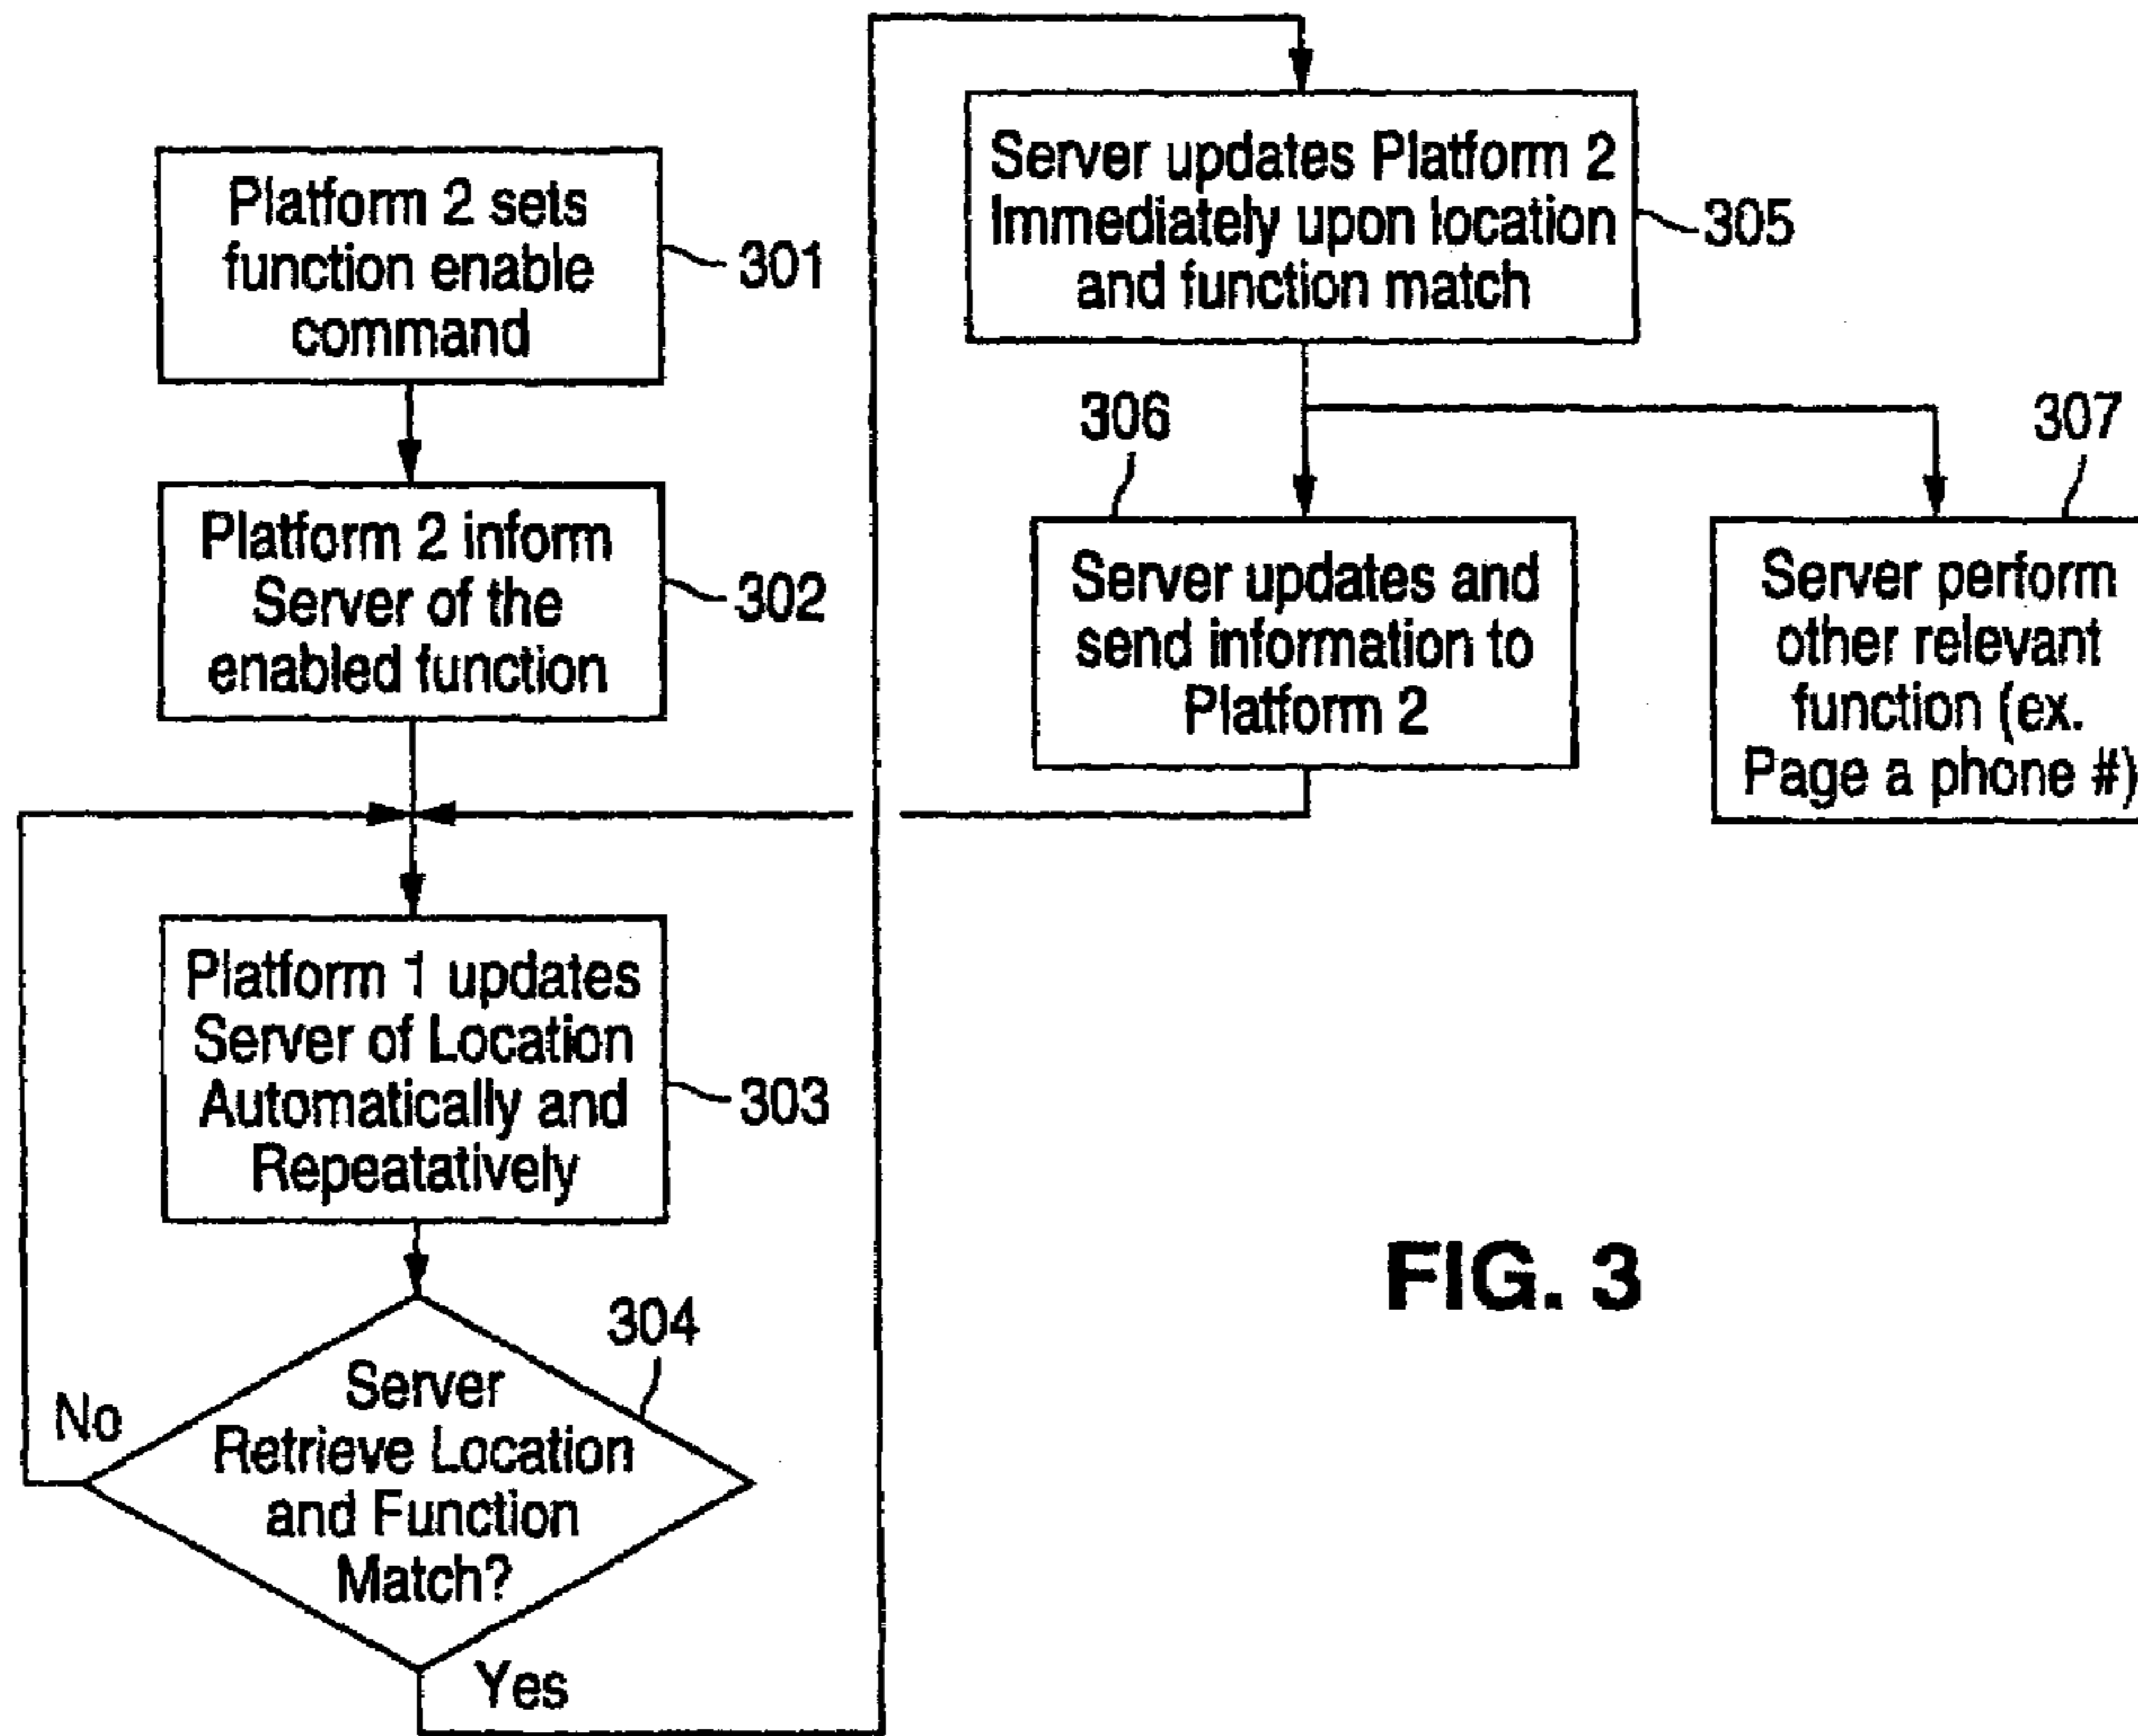 Platform 2 sets
function enable
command
301
Platform 2 inform
Server of the
enabled function
302
Platform 1 updates
Server of Location
Automatically and
Repeatatively
303
304
Server
Retrieve Location
and Function
Match?
No
Yes
Server updates Platform 2
Immediately upon location
and function match
305
306
Server updates and
send information to
Platform 2
307
Server perform
other relevant
function (ex.
Page a phone #)
FIG. 3